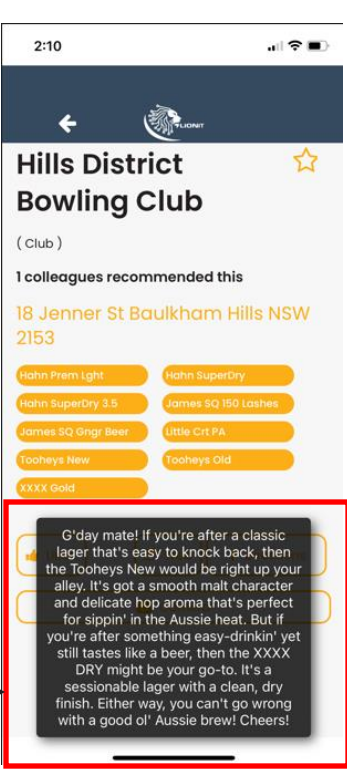 2:10
LIONIT
Hills District
Bowling Club
( Club )
1 colleagues recommended this
18 Jenner St Baulkham Hills NSW
2153
Hahn Prem Lght
Hahn SuperDry
Hahn SuperDry 3.5
James SQ 150 Lashes
James SQ Gngr Beer
Little Crt PA
Tooheys New
Tooheys Old
XXXX Gold
G'day mate! If you're after a classic
lager that's easy to knock back, then
the Tooheys New would be right up your
alley. It's got a smooth malt character
and delicate hop aroma that's perfect
for sippin' in the Aussie heat. But if
you're after something easy-drinkin' yet
still tastes like a beer, then the XXXX
DRY might be your go-to. It's a
sessionable lager with a clean, dry
finish. Either way, you can't go wrong
with a good ol' Aussie brew! Cheers!